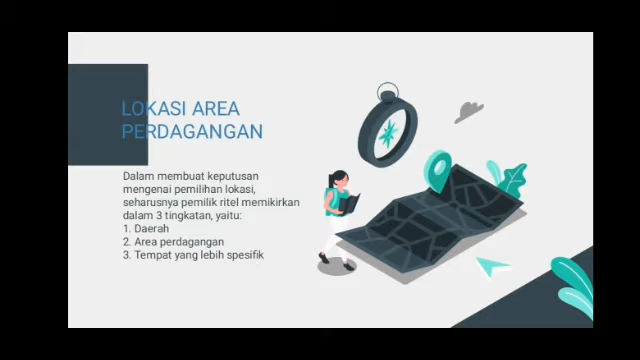 LOKASI AREA
PERDAGANGAN
Dalam membuat keputusan
mengenai pemilihan lokasi,
seharusnya pemilik ritel memikirkan
dalam 3 tingkatan, yaitu:
1. Daerah
2. Area perdagangan
3. Tempat yang lebih spesifik